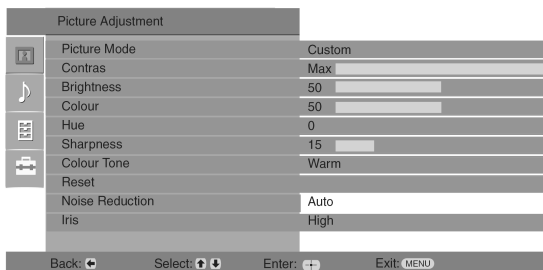 Picture Adjustment
Picture Mode Custom
Contras Max
Brightness 50
Colour 50
Hue 0
Sharpness 15
Colour Tone Warm
Reset
Noise Reduction Auto
Iris High
Back: Select: Enter: Exit: MENU